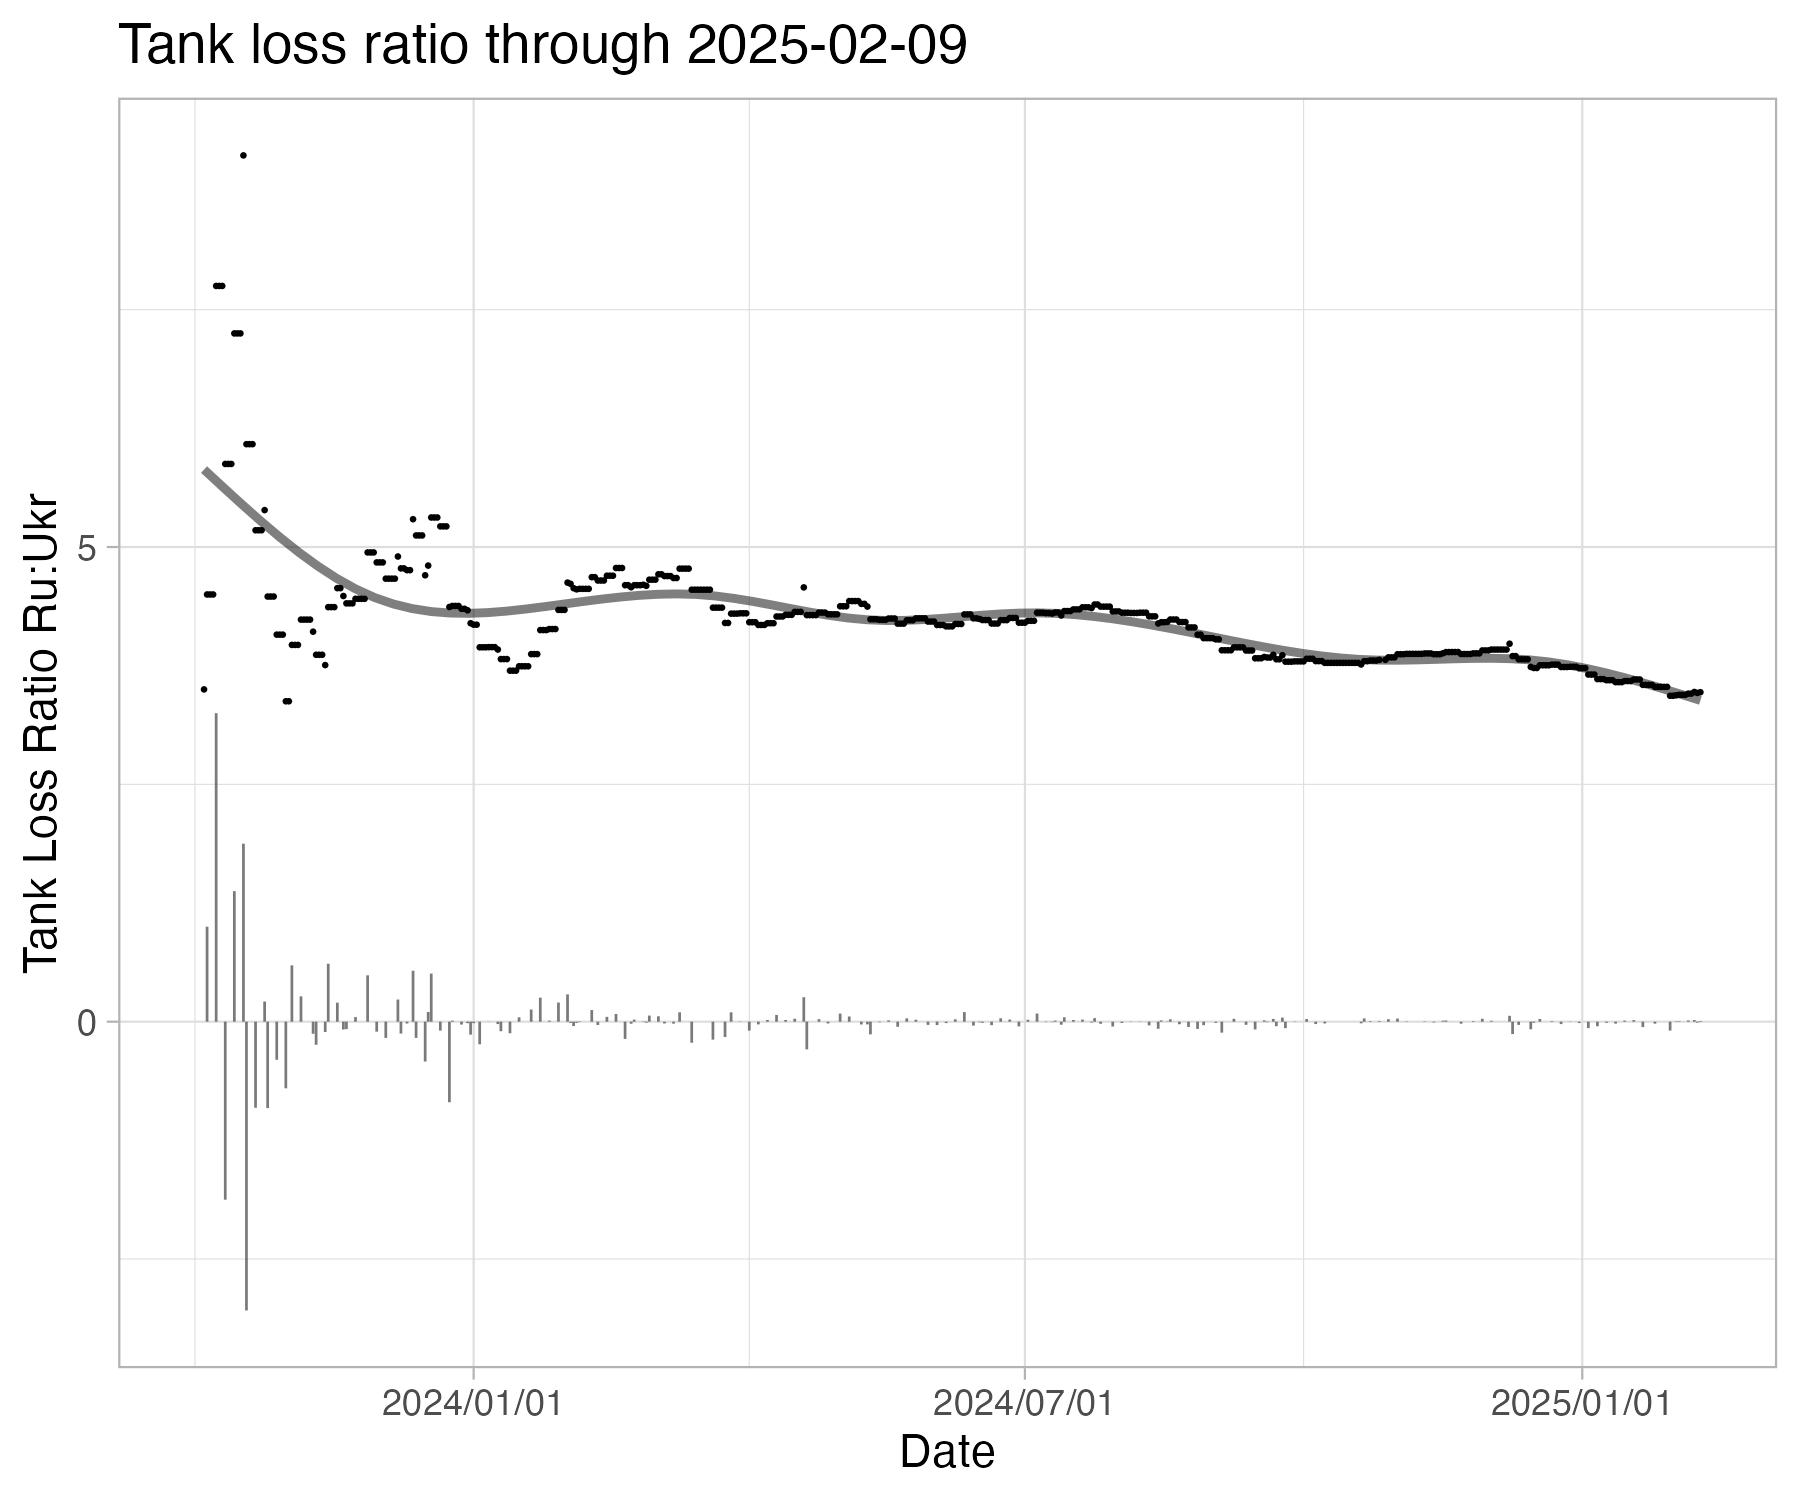 Tank loss ratio through 2025-02-09
Tank Loss Ratio Ru:Ukr
5
0
2024/01/01
2024/07/01
2025/01/01
Date